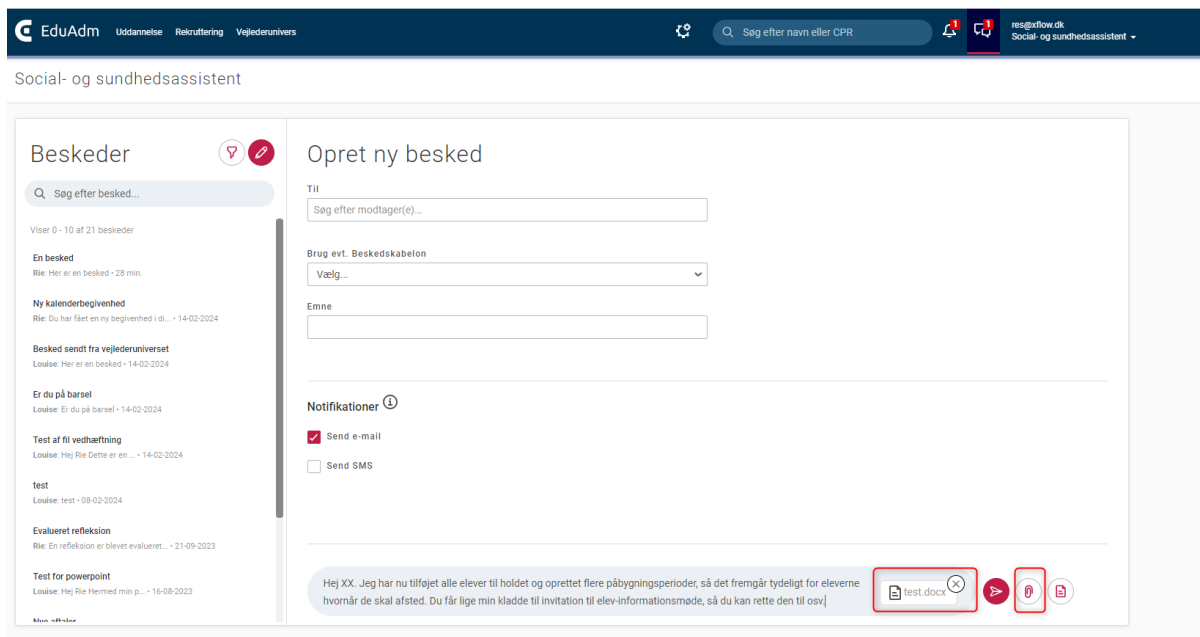 EduAdm Uddannelse Rekruttering Vejlederunivers
Søg efter navn eller CPR
1
1
res@xflow.dk
Social- og sundhedsassistent
Social- og sundhedsassistent
Beskeder
Søg efter besked...
Viser 0 - 10 af 21 beskeder
En besked
Rie: Her er en besked • 28 min.
Ny kalenderbegivenhed
Rie: Du har fået en ny begivenhed i di... • 14-02-2024
Besked sendt fra vejlederuniverset
Louise: Her er en besked • 14-02-2024
Er du på barsel
Louise: Er du på barsel • 14-02-2024
Test af fil vedhæftning
Louise: Hej Rie Dette er en ... • 14-02-2024
test
Louise: test • 08-02-2024
Evalueret refleksion
Rie: En refleksion er blevet evalueret... • 21-09-2023
Test for powerpoint
Louise: Hej Rie Hermed min p... • 16-08-2023
Nye aftaler
Opret ny besked
Til
Søg efter modtager(e)...
Brug evt. Beskedskabelon
Vælg...
Emne
Notifikationer
Send e-mail
Send SMS
Hej XX. Jeg har nu tilføjet alle elever til holdet og oprettet flere påbygningsperioder, så det fremgår tydeligt for eleverne
hvornår de skal afsted. Du får lige min kladde til invitation til elev-informationsmøde, så du kan rette den til osv.
test.docx